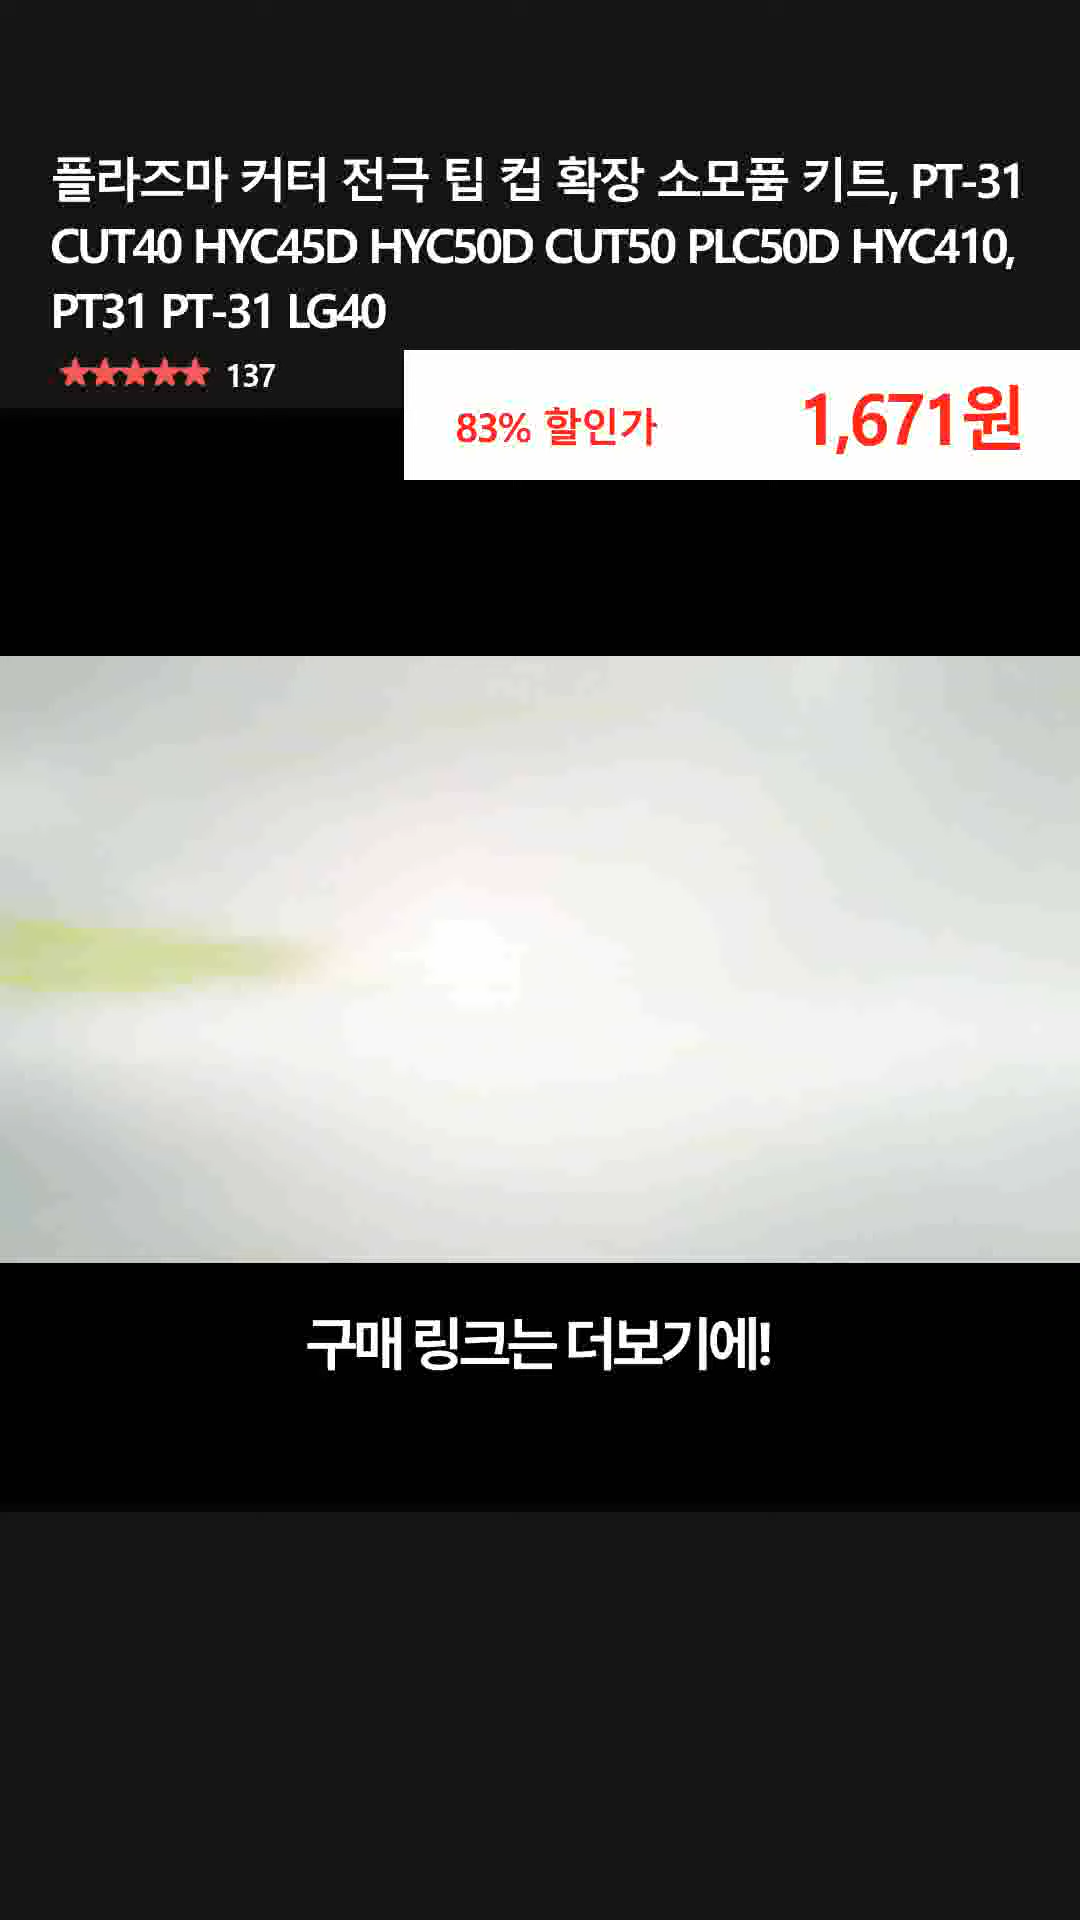 플라즈마 커터 전극 팁 컵 확장 소모품 키트, PT-31
CUT40 HYC45D HYC50D CUT50 PLC50D HYC410,
PT31 PT-31 LG40
★★★★★ 137
83% 할인가 1,671원
구매 링크는 더보기에!